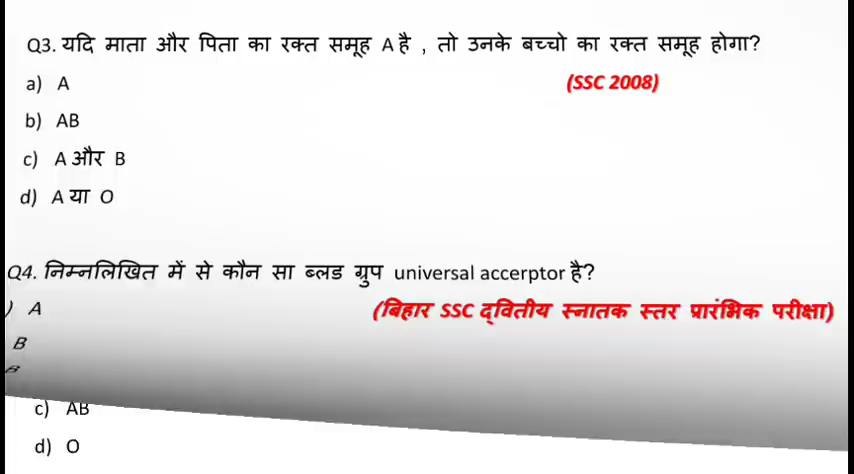 Q3. यदि माता और पिता का रक्त समूह A है , तो उनके बच्चो का रक्त समूह होगा?
a) A (SSC 2008)
b) AB
c) A और B
d) A या O
Q4. निम्नलिखित में से कौन सा ब्लड ग्रुप universal accerptor है?
) A (बिहार SSC द्वितीय स्नातक स्तर प्रारंभिक परीक्षा)
B
B
c) AB
d) O